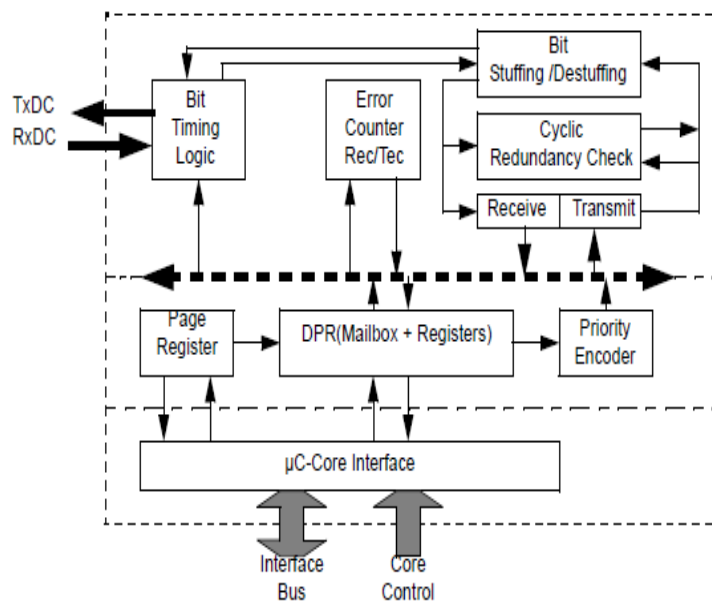 TxDC
RxDC
Bit
Timing
Logic
Error
Counter
Rec/Tec
Bit
Stuffing /Destuffing
Cyclic
Redundancy Check
Receive
Transmit
Page
Register
DPR(Mailbox + Registers)
Priority
Encoder
µC-Core Interface
Interface
Bus
Core
Control